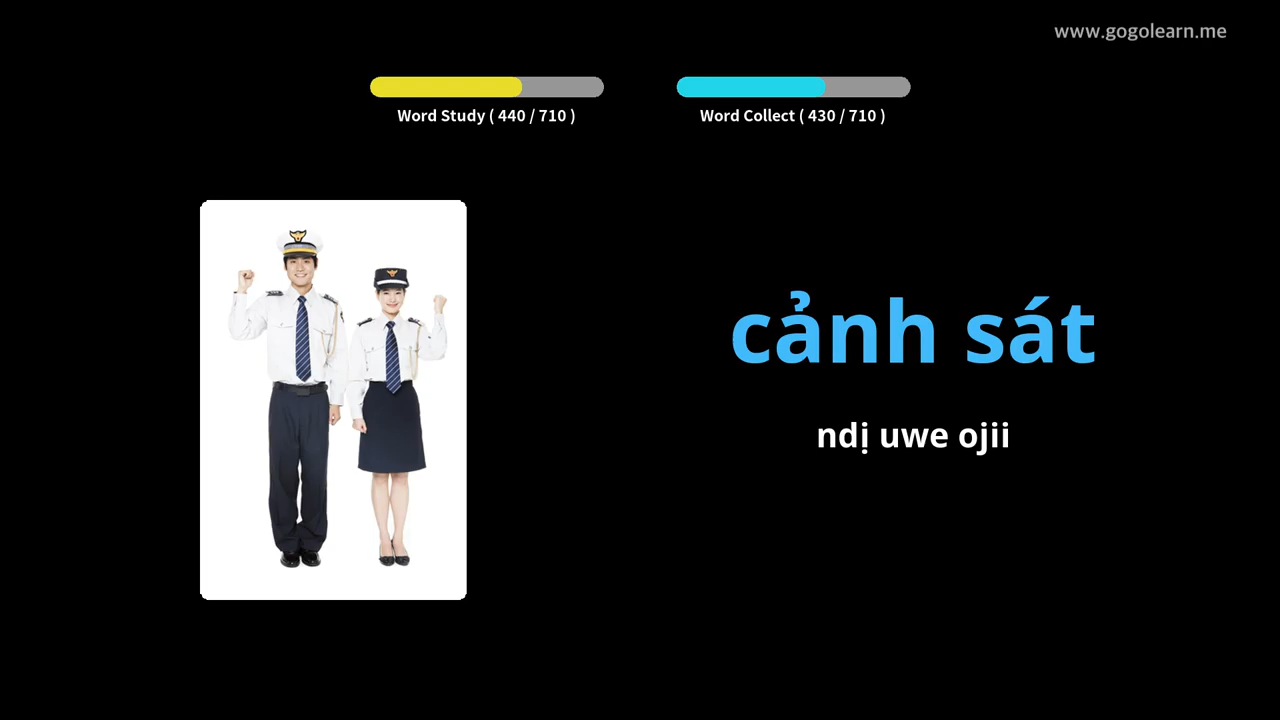 www.gogolearn.me
Word Study ( 440 / 710 )
Word Collect ( 430 / 710 )
cảnh sát
ndị uwe ojii